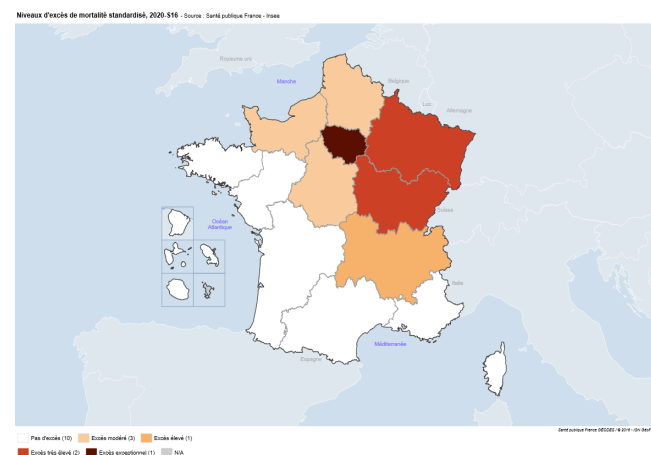 Niveaux d'excès de mortalité standardisé, 2020-S16 - Source : Santé publique France - Insee
Royaume uni
Manche
Belgique
Lux.
Allemagne
Suisse
Océan
Atlantique
Italie
Méditerranée
Espagne
Santé publique France GÉODES / © 2016 - IGN GéoF
Pas d'excès (10) Excès modéré (3) Excès élevé (1)
Excès très élevé (2) Excès exceptionnel (1) N/A